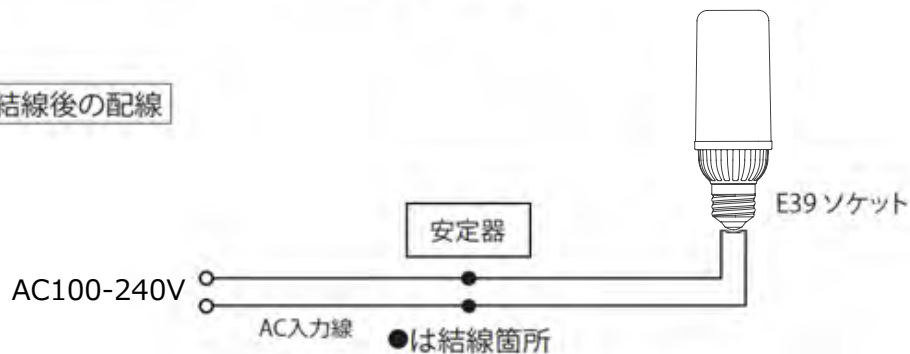 結線後の配線
E39 ソケット
安定器
AC100-240V
AC入力線
●は結線箇所